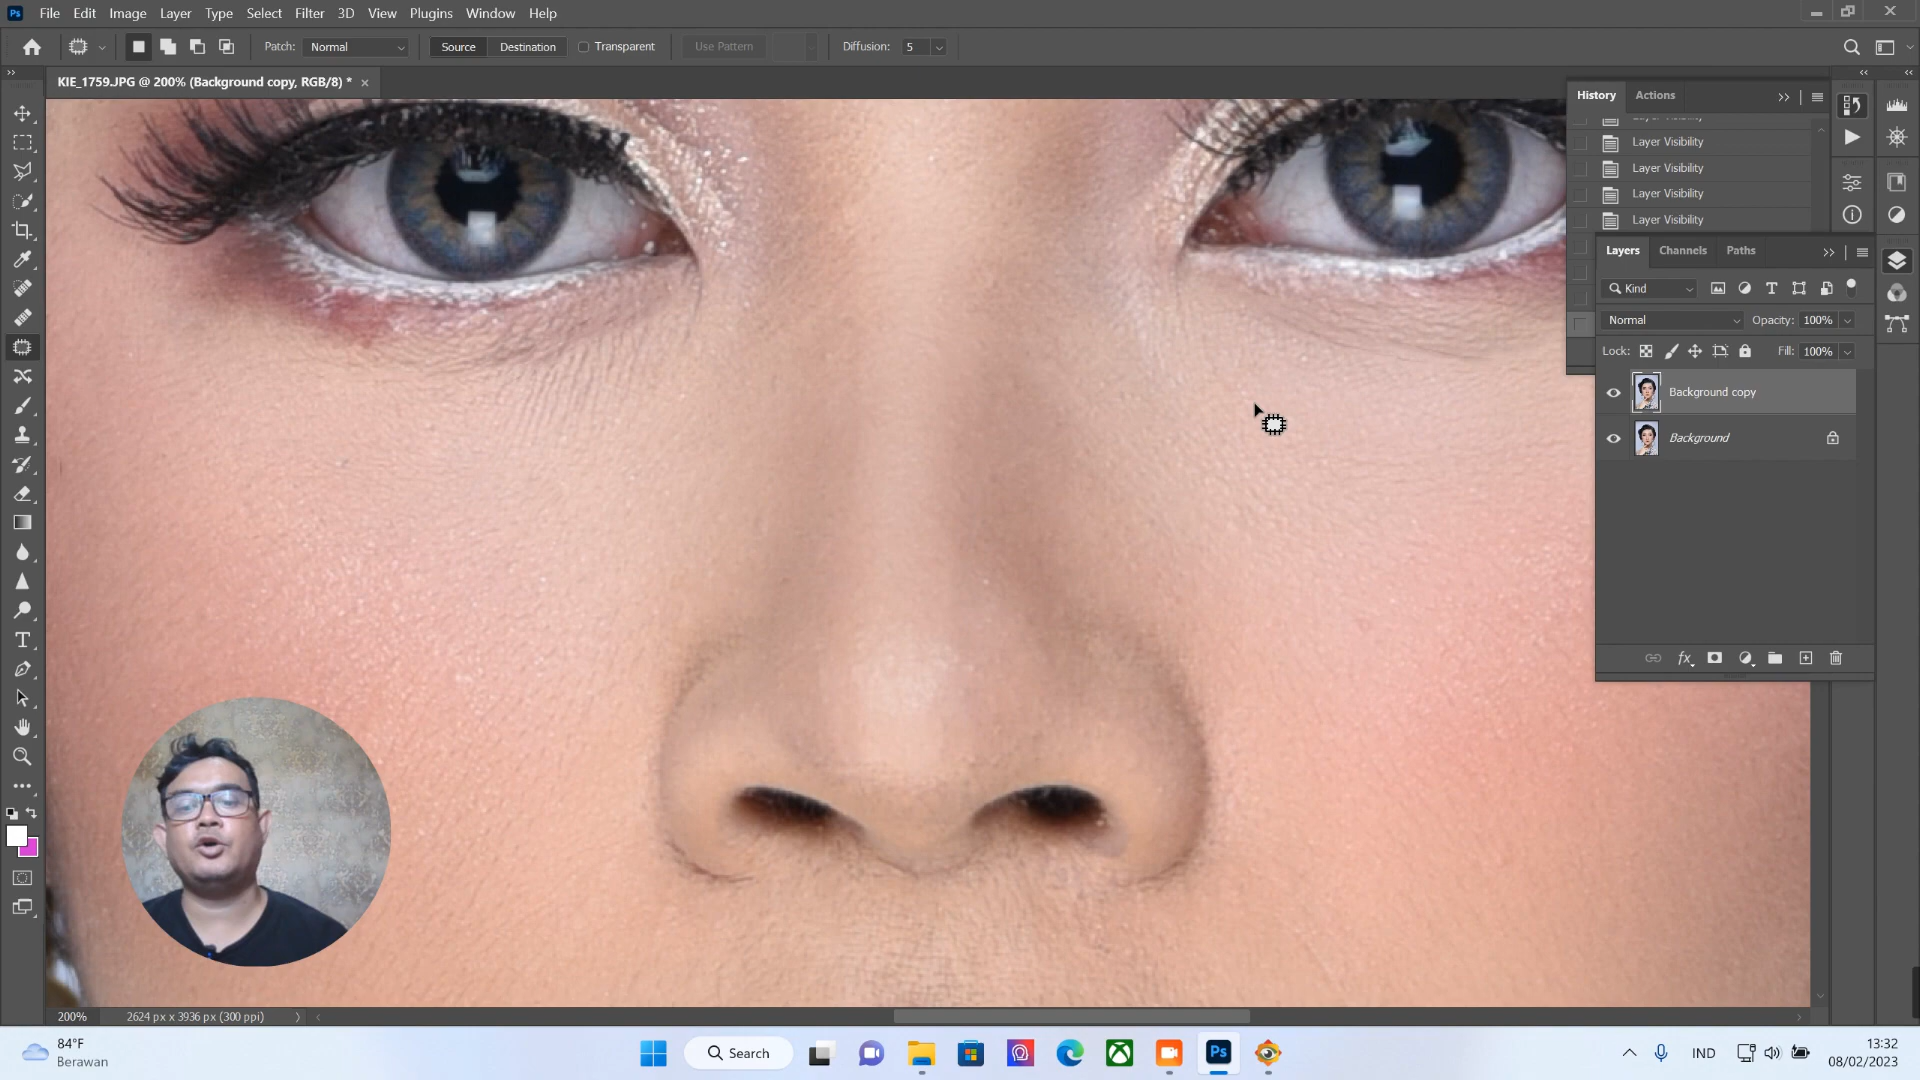 Ps File Edit Image Layer Type Select Filter 3D View Plugins Window Help
Patch: Normal Source Destination Transparent Use Pattern Diffusion: 5
KIE_1759.JPG @ 200% (Background copy, RGB/8) * ×
History Actions
Layer Visibility
Layer Visibility
Layer Visibility
Layer Visibility
Layers Channels Paths
Kind
Normal Opacity: 100%
Lock: Fill: 100%
Background copy
Background
200% 2624 px x 3936 px (300 ppi)
84°F
Berawan
Search
Ps
IND
13:32
08/02/2023